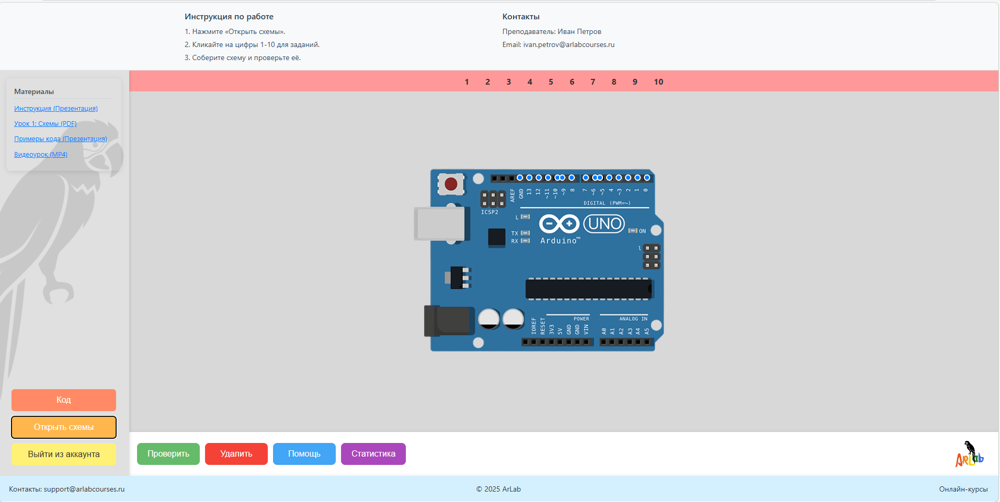 Инструкция по работе
1. Нажмите «Открыть схемы».
2. Кликайте на цифры 1-10 для заданий.
3. Соберите схему и проверьте её.
Контакты
Преподаватель: Иван Петров
Email: ivan.petrov@arlabcourses.ru
1 2 3 4 5 6 7 8 9 10
Материалы
Инструкция (Презентация)
Урок 1: Схемы (PDF)
Примеры кода (Презентация)
Видеоурок (MP4)
AREF GND 13 12 ~11 ~10 ~9 8 7 ~6 ~5 4 ~3 2 1 0
DIGITAL (PWM=~)
ICSP2
L
TX
RX
UNO
ON
Arduino™
l
POWER
ANALOG IN
IOREF RESET 3V3 5V GND GND VIN A0 A1 A2 A3 A4 A5
Код
Открыть схемы
Выйти из аккаунта
Проверить Удалить Помощь Статистика
ArLab
Контакты: support@arlabcourses.ru
© 2025 ArLab
Онлайн-курсы